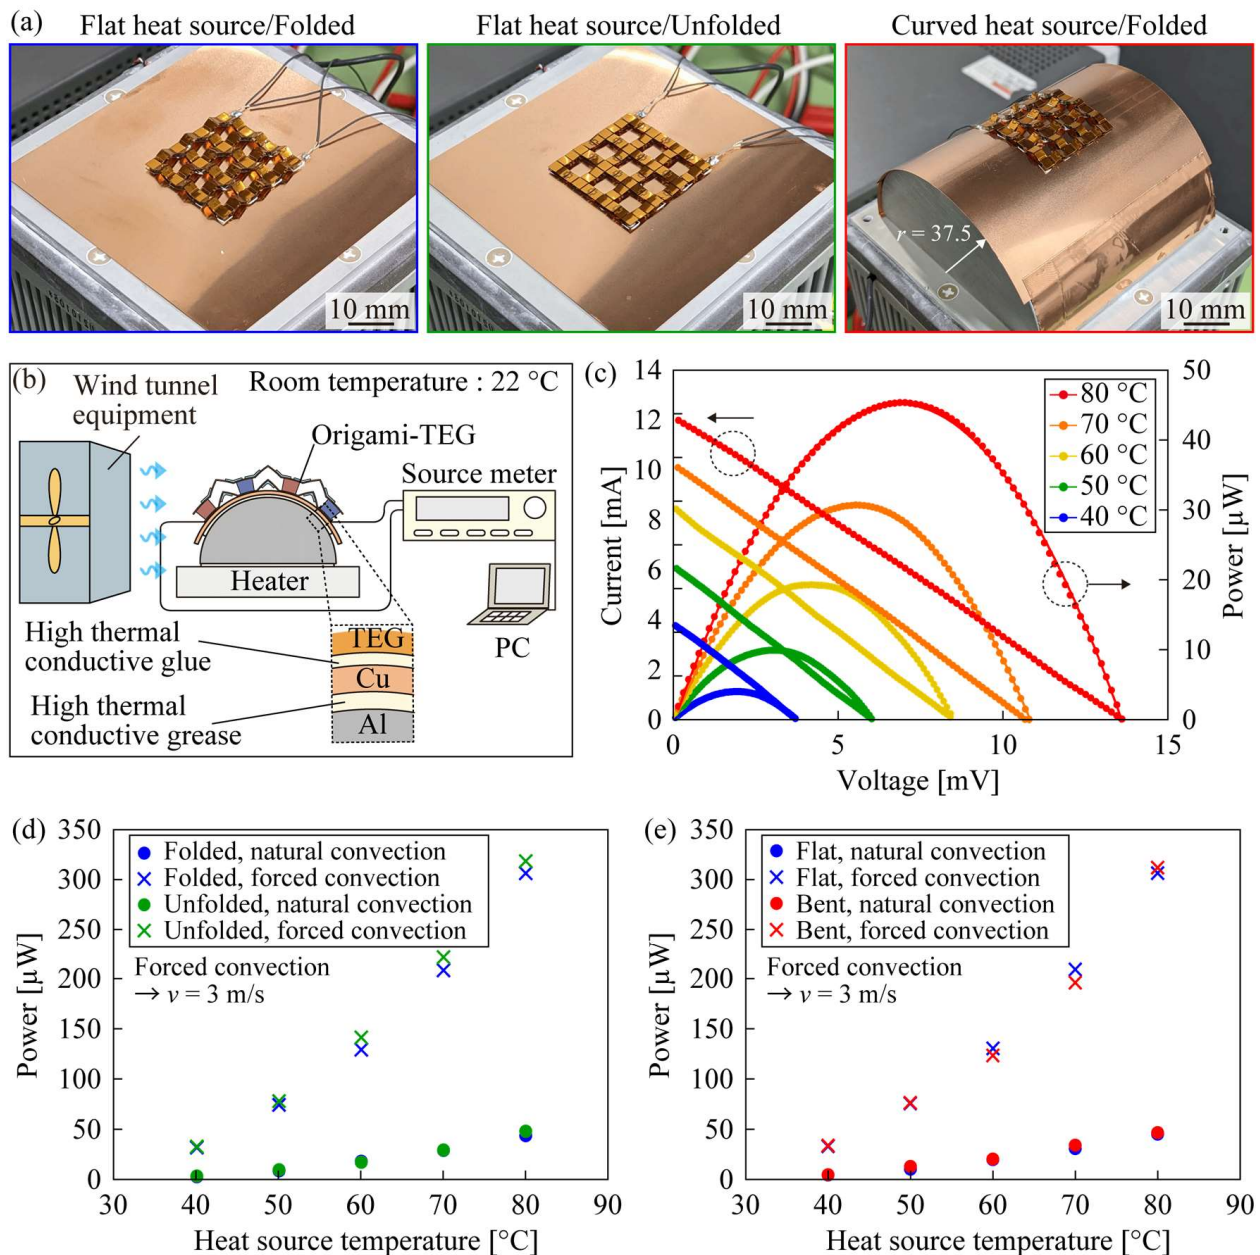 (a)
Flat heat source/Folded
Flat heat source/Unfolded
Curved heat source/Folded
10 mm
10 mm
r = 37.5
10 mm
(b)
Wind tunnel
equipment
Room temperature : 22 °C
Origami-TEG
Source meter
Heater
PC
High thermal
conductive glue
High thermal
conductive grease
TEG
Cu
Al
(c)
14
12
10
8
6
4
2
0
Current [mA]
50
40
30
20
10
0
Power [μW]
80 °C
70 °C
60 °C
50 °C
40 °C
0
5
10
15
Voltage [mV]
(d)
350
300
250
200
150
100
50
0
Power [μW]
Folded, natural convection
Folded, forced convection
Unfolded, natural convection
Unfolded, forced convection
Forced convection
→ v = 3 m/s
30
40
50
60
70
80
90
Heat source temperature [°C]
(e)
350
300
250
200
150
100
50
0
Power [μW]
Flat, natural convection
Flat, forced convection
Bent, natural convection
Bent, forced convection
Forced convection
→ v = 3 m/s
30
40
50
60
70
80
90
Heat source temperature [°C]